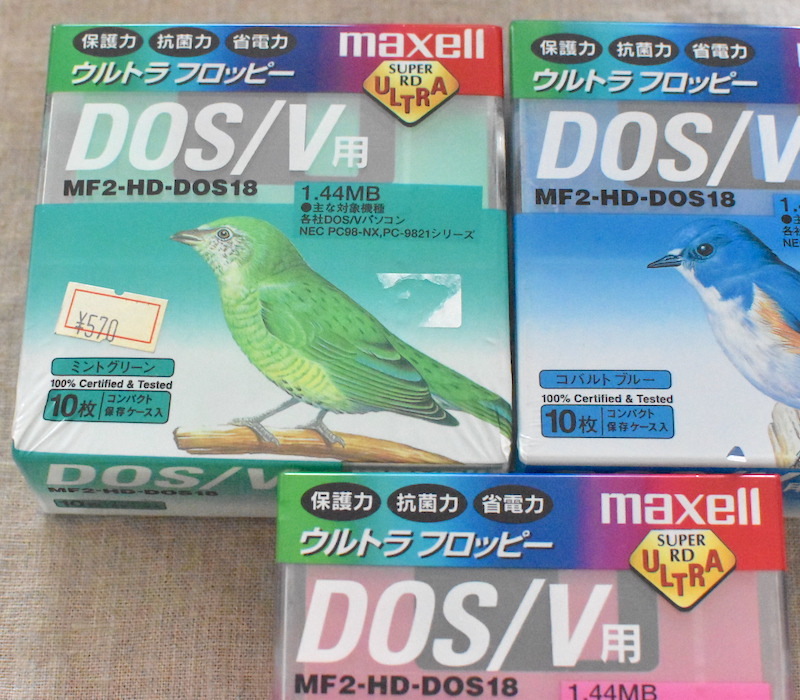 保護力 抗菌力 省電力
maxell
ウルトラ フロッピー
SUPER
RD
ULTRA
DOS/V用
MF2-HD-DOS18
1.44MB
●主な対象機種
各社DOS/Vパソコン
NEC PC98-NX,PC-9821シリーズ
¥570
ミントグリーン
100% Certified & Tested
10枚 コンパクト
保存ケース入
DOS/V
MF2-HD-DOS18
保護力 抗菌力 省電力
ウルトラ フロッピー
DOS/V
MF2-HD-DOS18
コバルトブルー
100% Certified & Tested
10枚 コンパクト
保存ケース入
保護力 抗菌力 省電力
maxell
ウルトラ フロッピー
SUPER
RD
ULTRA
DOS/V用
MF2-HD-DOS18
1.44MB